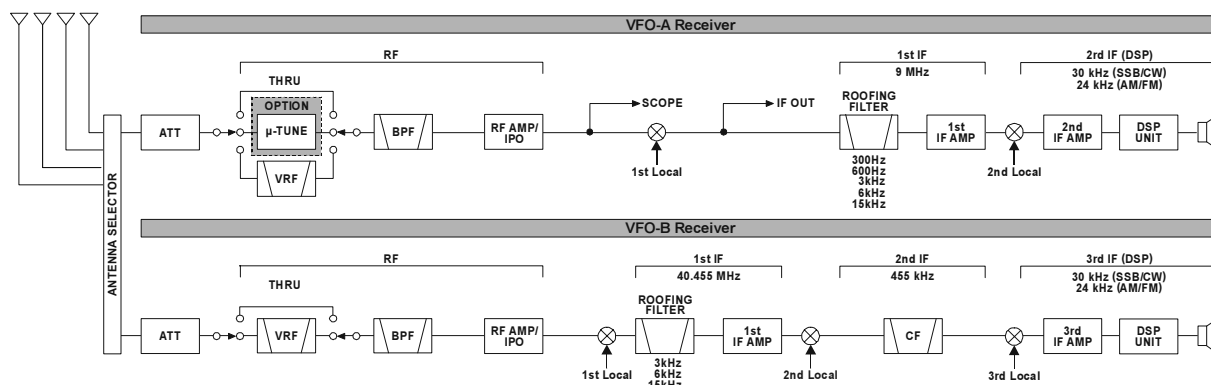 VFO-A Receiver
RF
1st IF
9 MHz
2rd IF (DSP)
30 kHz (SSB/CW)
24 kHz (AM/FM)
THRU
OPTION
SCOPE
IF OUT
ROOFING
FILTER
ATT
µ-TUNE
BPF
RF AMP/
IPO
1st
IF AMP
2nd
IF AMP
DSP
UNIT
VRF
1st Local
300Hz
600Hz
3kHz
6kHz
15kHz
2nd Local
ANTENNA SELECTOR
VFO-B Receiver
RF
1st IF
40.455 MHz
2nd IF
455 kHz
3rd IF (DSP)
30 kHz (SSB/CW)
24 kHz (AM/FM)
THRU
ROOFING
FILTER
ATT
VRF
BPF
RF AMP/
IPO
1st
IF AMP
CF
3rd
IF AMP
DSP
UNIT
1st Local
3kHz
6kHz
15kHz
2nd Local
3rd Local